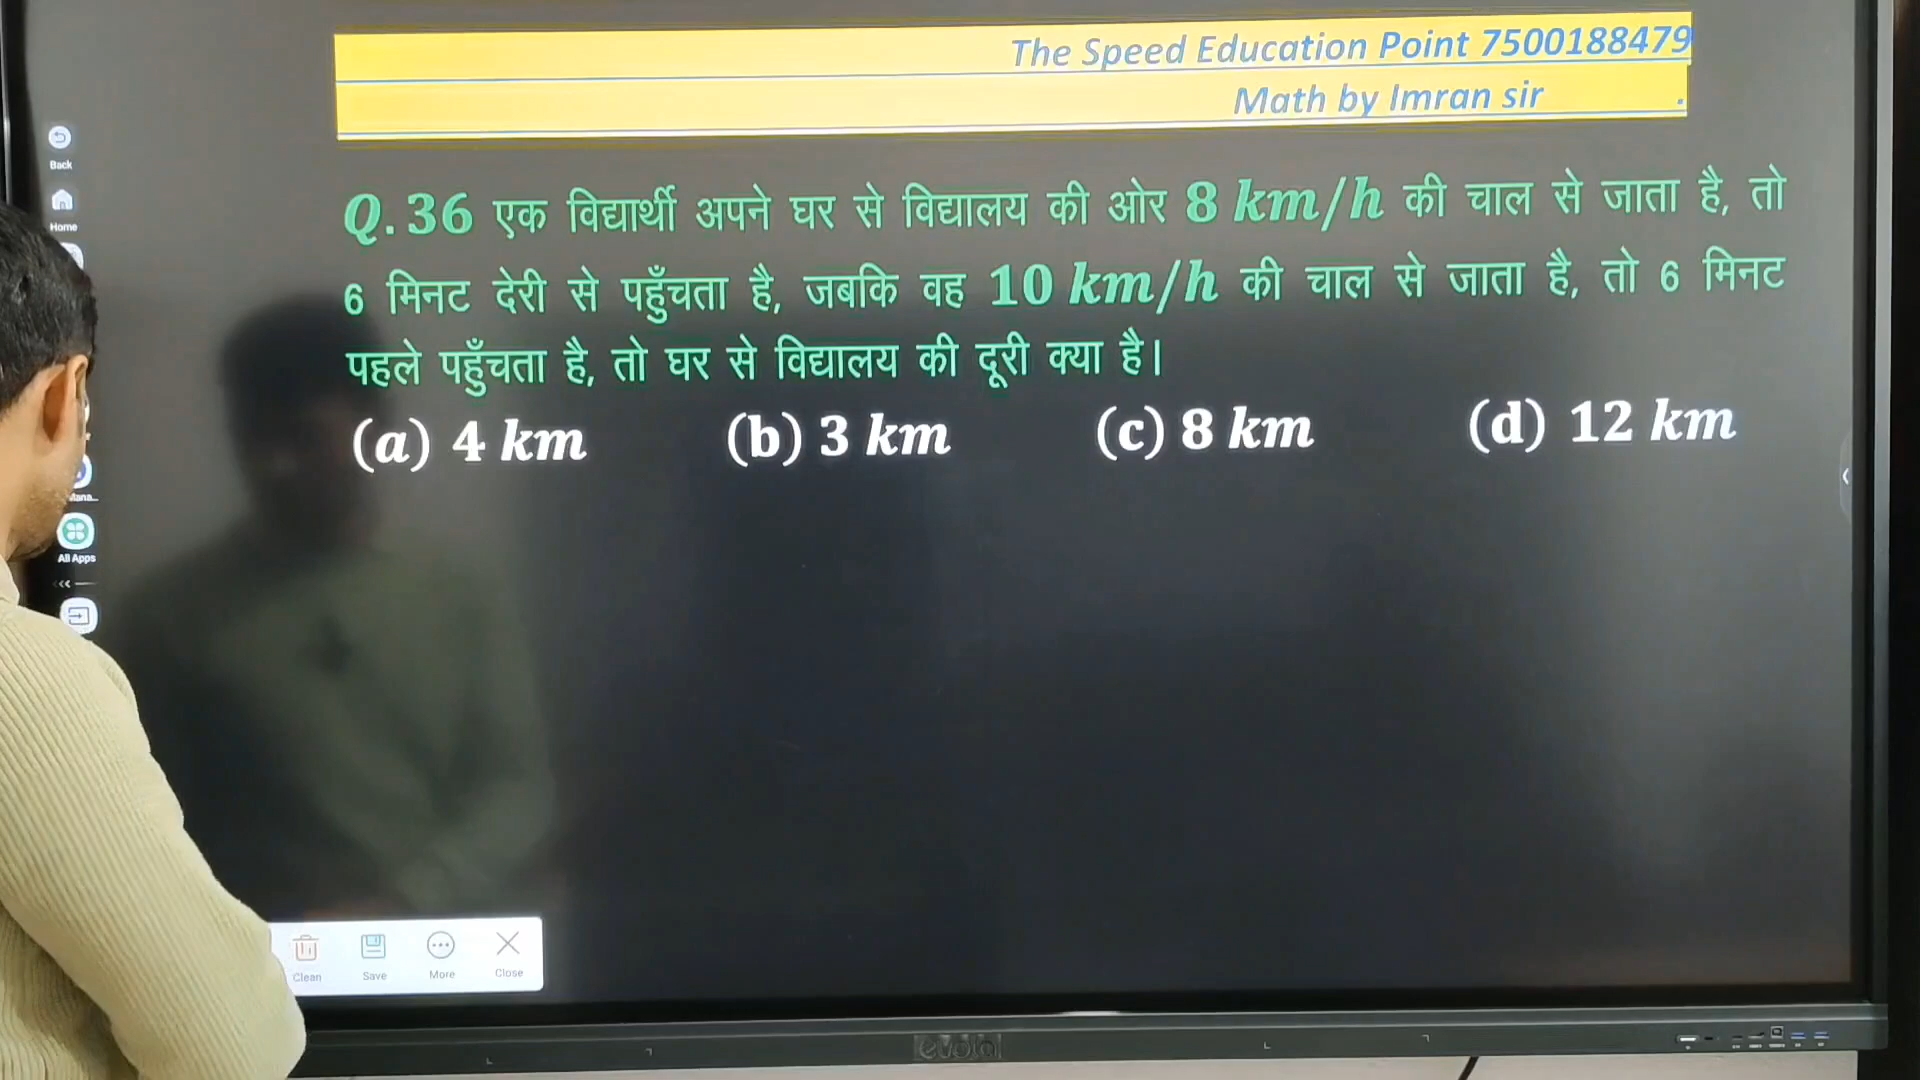 The Speed Education Point 7500188479
Math by Imran sir .
Back
Home
Q. 36 एक विद्यार्थी अपने घर से विद्यालय की ओर 8 km/h की चाल से जाता है, तो
6 मिनट देरी से पहुँचता है, जबकि वह 10 km/h की चाल से जाता है, तो 6 मिनट
पहले पहुँचता है, तो घर से विद्यालय की दूरी क्या है|
(a) 4 km (b) 3 km (c) 8 km (d) 12 km
All Apps
Clean Save More Close
evota